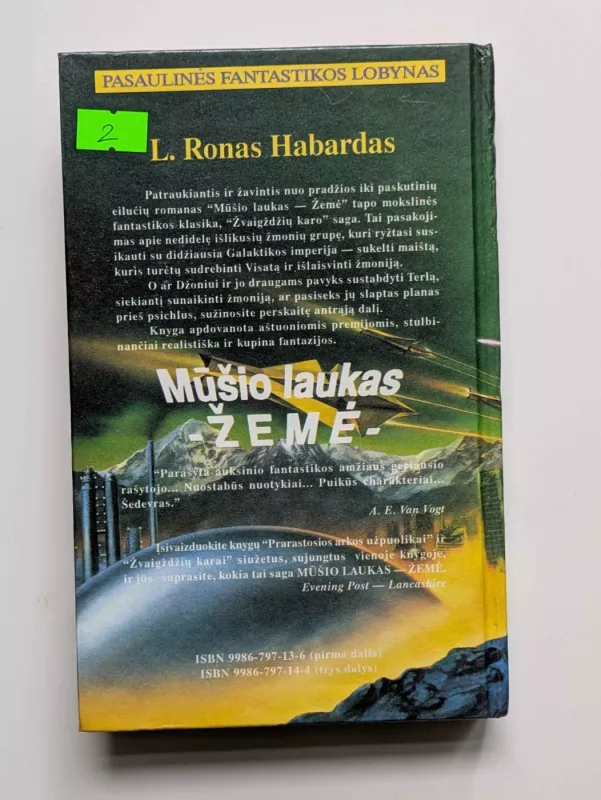 PASAULINĖS FANTASTIKOS LOBYNAS
2
L. Ronas Habardas
Patraukiantis ir žavintis nuo pradžios iki paskutinių
eilučių romanas “Mūšio laukas — Žemė” tapo mokslinės
fantastikos klasika, “Žvaigždžių karo” saga. Tai pasakoji-
mas apie nedidelę išlikusių žmonių grupę, kuri ryžtasi sus-
ikauti su didžiausia Galaktikos imperija — sukelti maištą,
kuris turėtų sudrebinti Visatą ir išlaisvinti žmoniją.
O ar Džoniui ir jo draugams pavyks sustabdyti Terlą,
siekiantį sunaikinti žmoniją, ar pasiseks jų slaptas planas
prieš psichlus, sužinosite perskaitę antrąją dalį.
Knyga apdovanota aštuoniomis premijomis, stulbi-
nančiai realistiška ir kupina fantazijos.
Mūšio laukas
- ŽEMĖ -
“Parašyta auksinio fantastikos amžiaus geriausio
rašytojo... Nuostabūs nuotykiai... Puikūs charakteriai...
Šedevras.”
A. E. Van Vogt
Įsivaizduokite knygų “Prarastosios arkos užpuolikai” ir
“Žvaigždžių karai” siužetus, sujungtus vienoje knygoje,
ir jūs suprasite, kokia tai saga MŪŠIO LAUKAS — ŽEMĖ.
Evening Post — Lancashire
ISBN 9986-797-13-6 (pirma dalis)
ISBN 9986-797-14-4 (trys dalys)